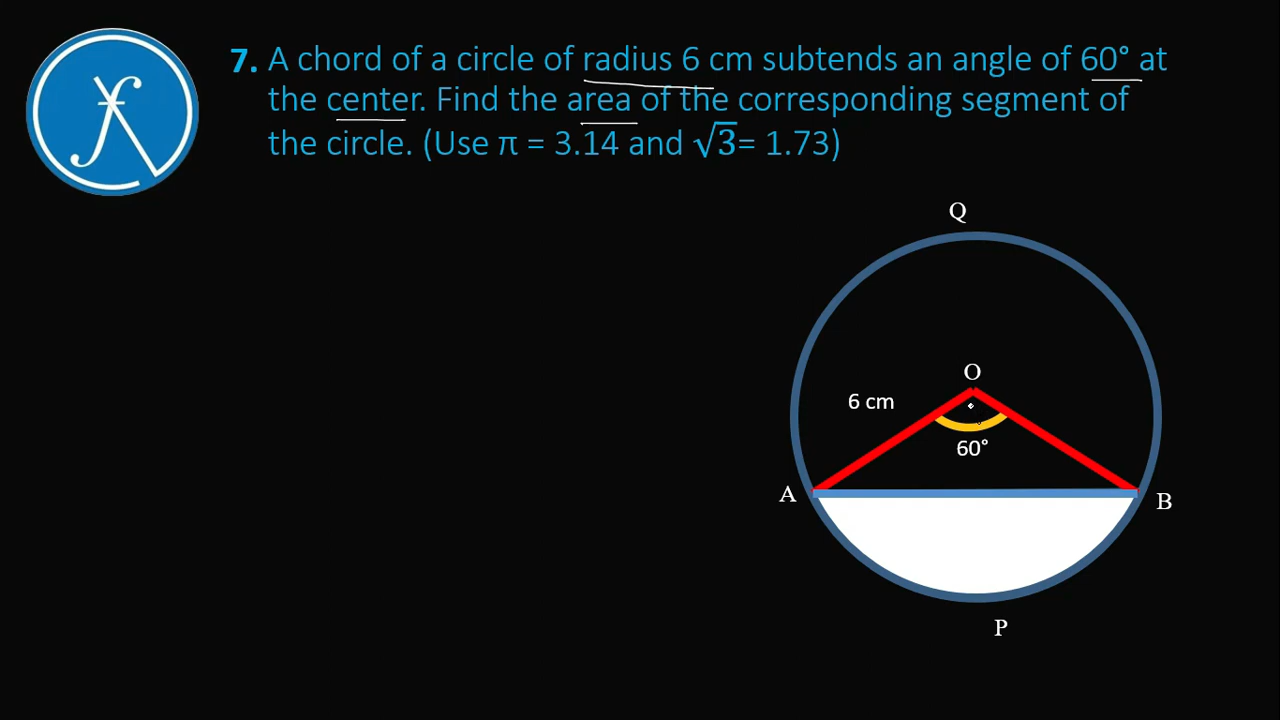 7. A chord of a circle of radius 6 cm subtends an angle of 60° at
the center. Find the area of the corresponding segment of
the circle. (Use π = 3.14 and √3= 1.73)
Q
O
6 cm
60°
A
B
P